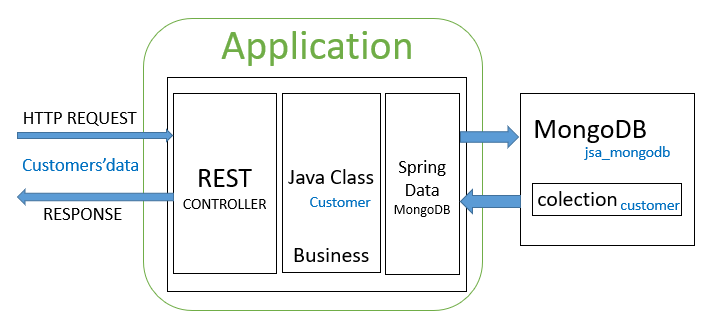 Application
HTTP REQUEST
Customers'data
RESPONSE
REST
CONTROLLER
Java Class
Customer
Business
Spring
Data
MongoDB
MongoDB
jsa_mongodb
colection customer